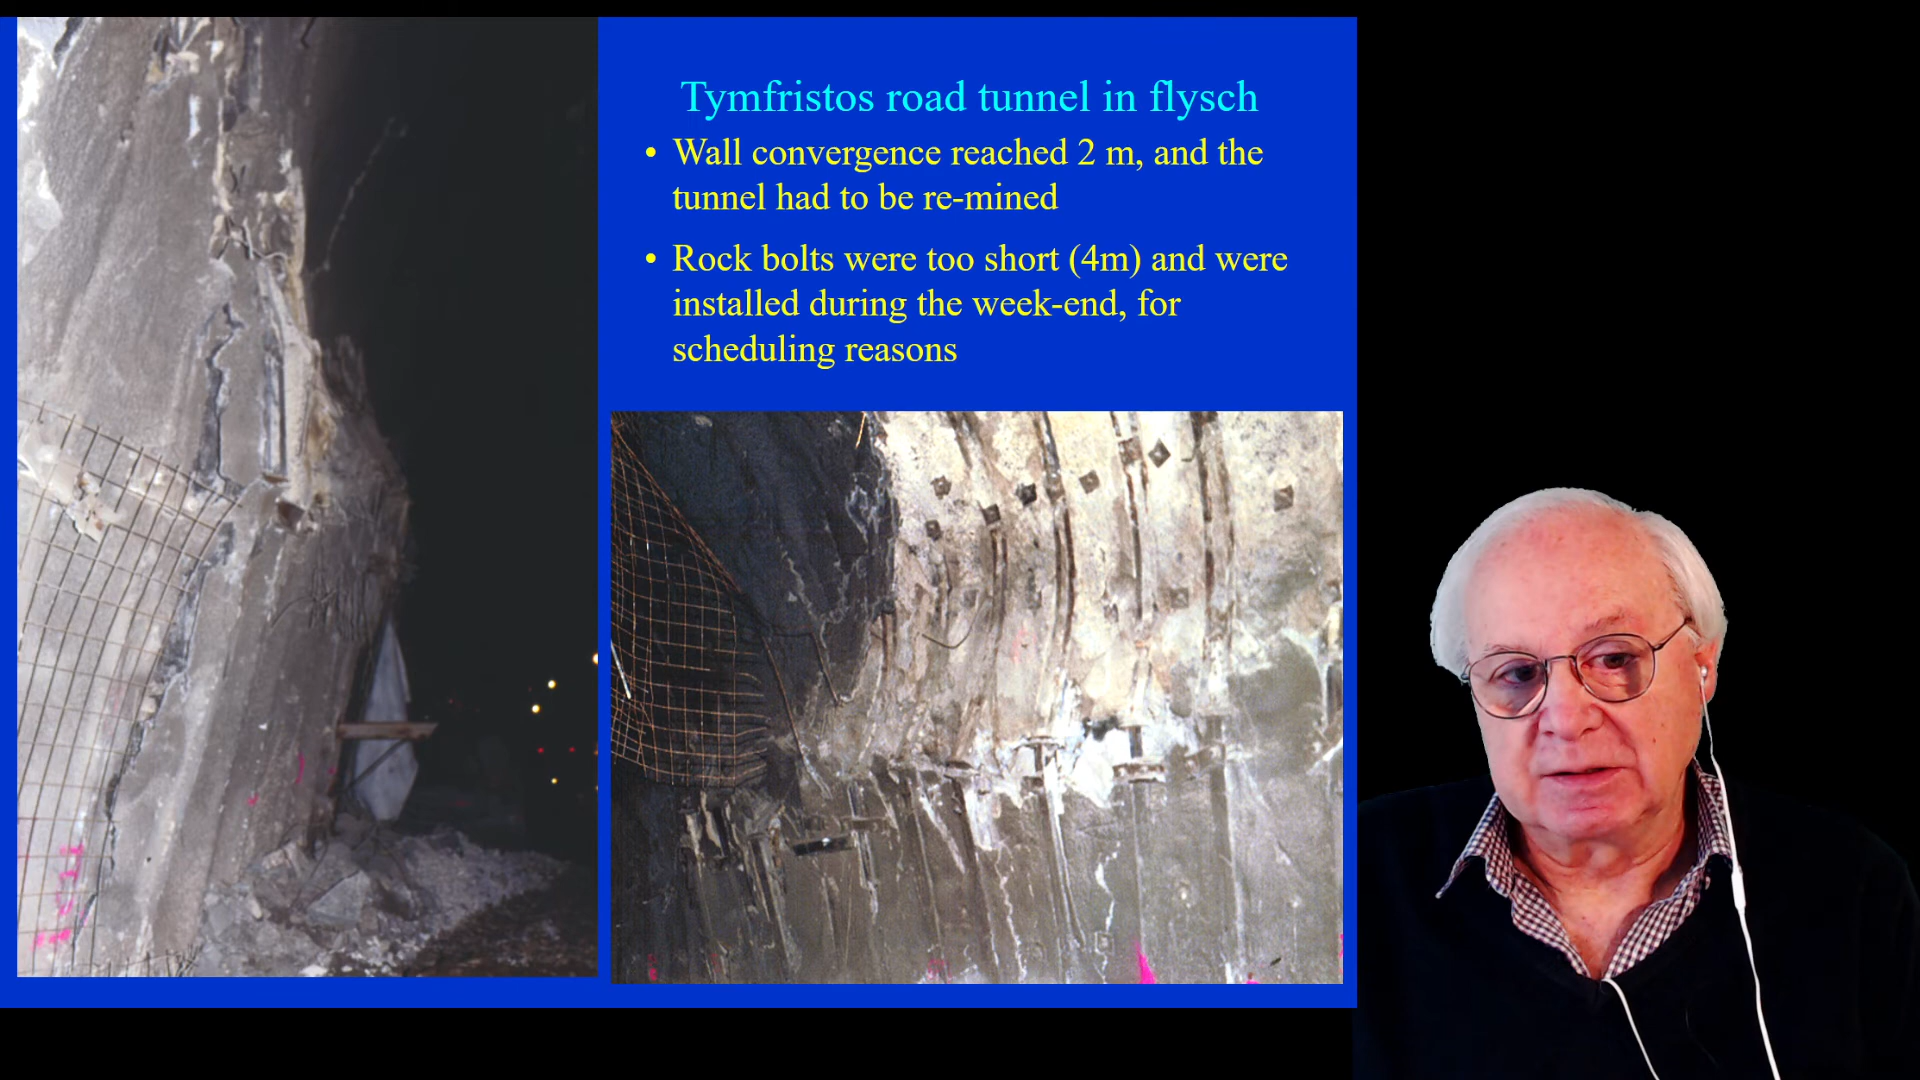 Tymfristos road tunnel in flysch
• Wall convergence reached 2 m, and the
tunnel had to be re-mined
• Rock bolts were too short (4m) and were
installed during the week-end, for
scheduling reasons